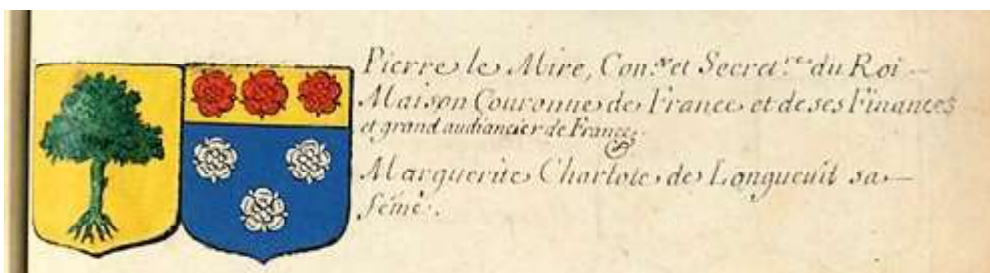 Pierre le Mire, Con.er et Secret.re du Roi
Maison Couronne de France et de ses Finances
et grand audiancier de France.
Marguerite Charlote de Longueuil sa
féme.